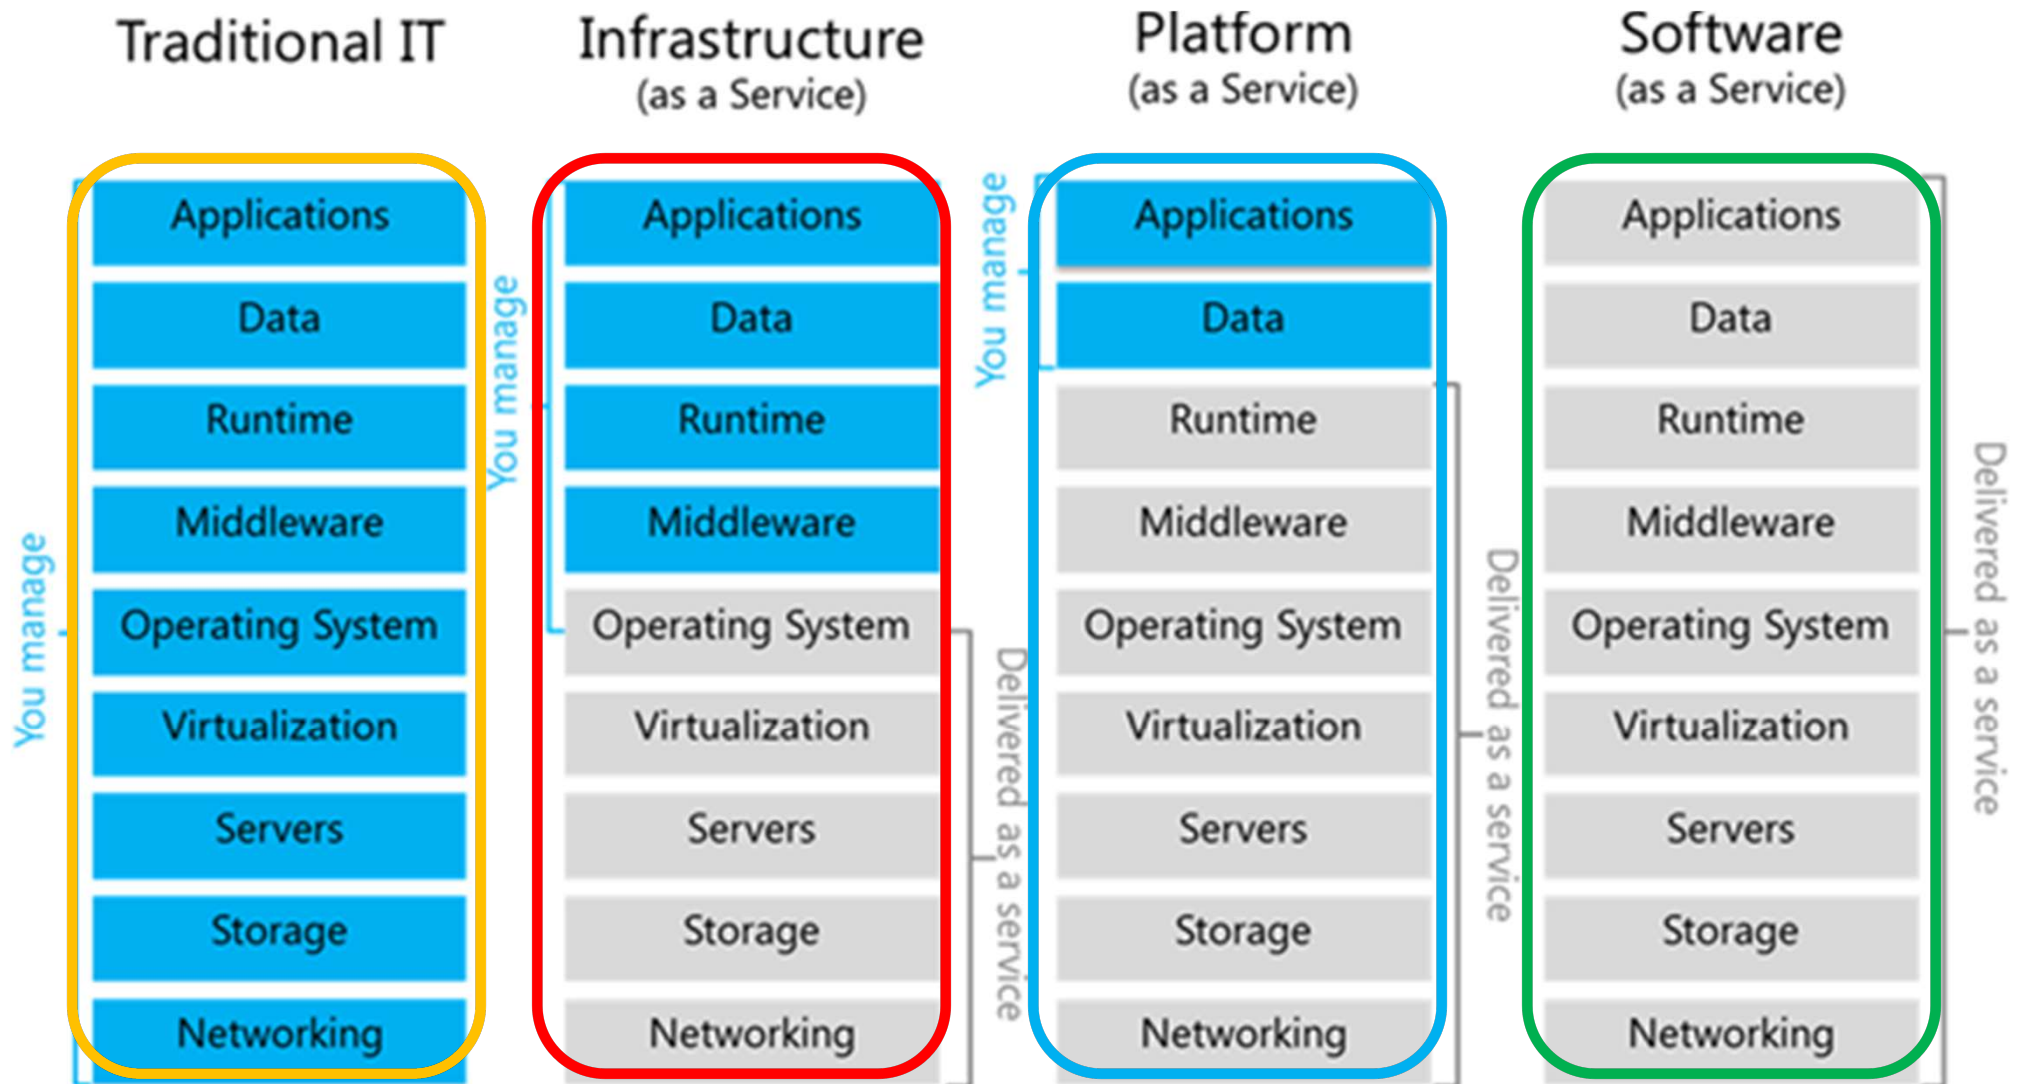 Traditional IT
You manage
Applications
Data
Runtime
Middleware
Operating System
Virtualization
Servers
Storage
Networking
Infrastructure
(as a Service)
You manage
Applications
Data
Runtime
Middleware
Operating System
Virtualization
Servers
Storage
Networking
Delivered as a service
Platform
(as a Service)
You manage
Applications
Data
Runtime
Middleware
Operating System
Virtualization
Servers
Storage
Networking
Delivered as a service
Software
(as a Service)
Applications
Data
Runtime
Middleware
Operating System
Virtualization
Servers
Storage
Networking
Delivered as a service